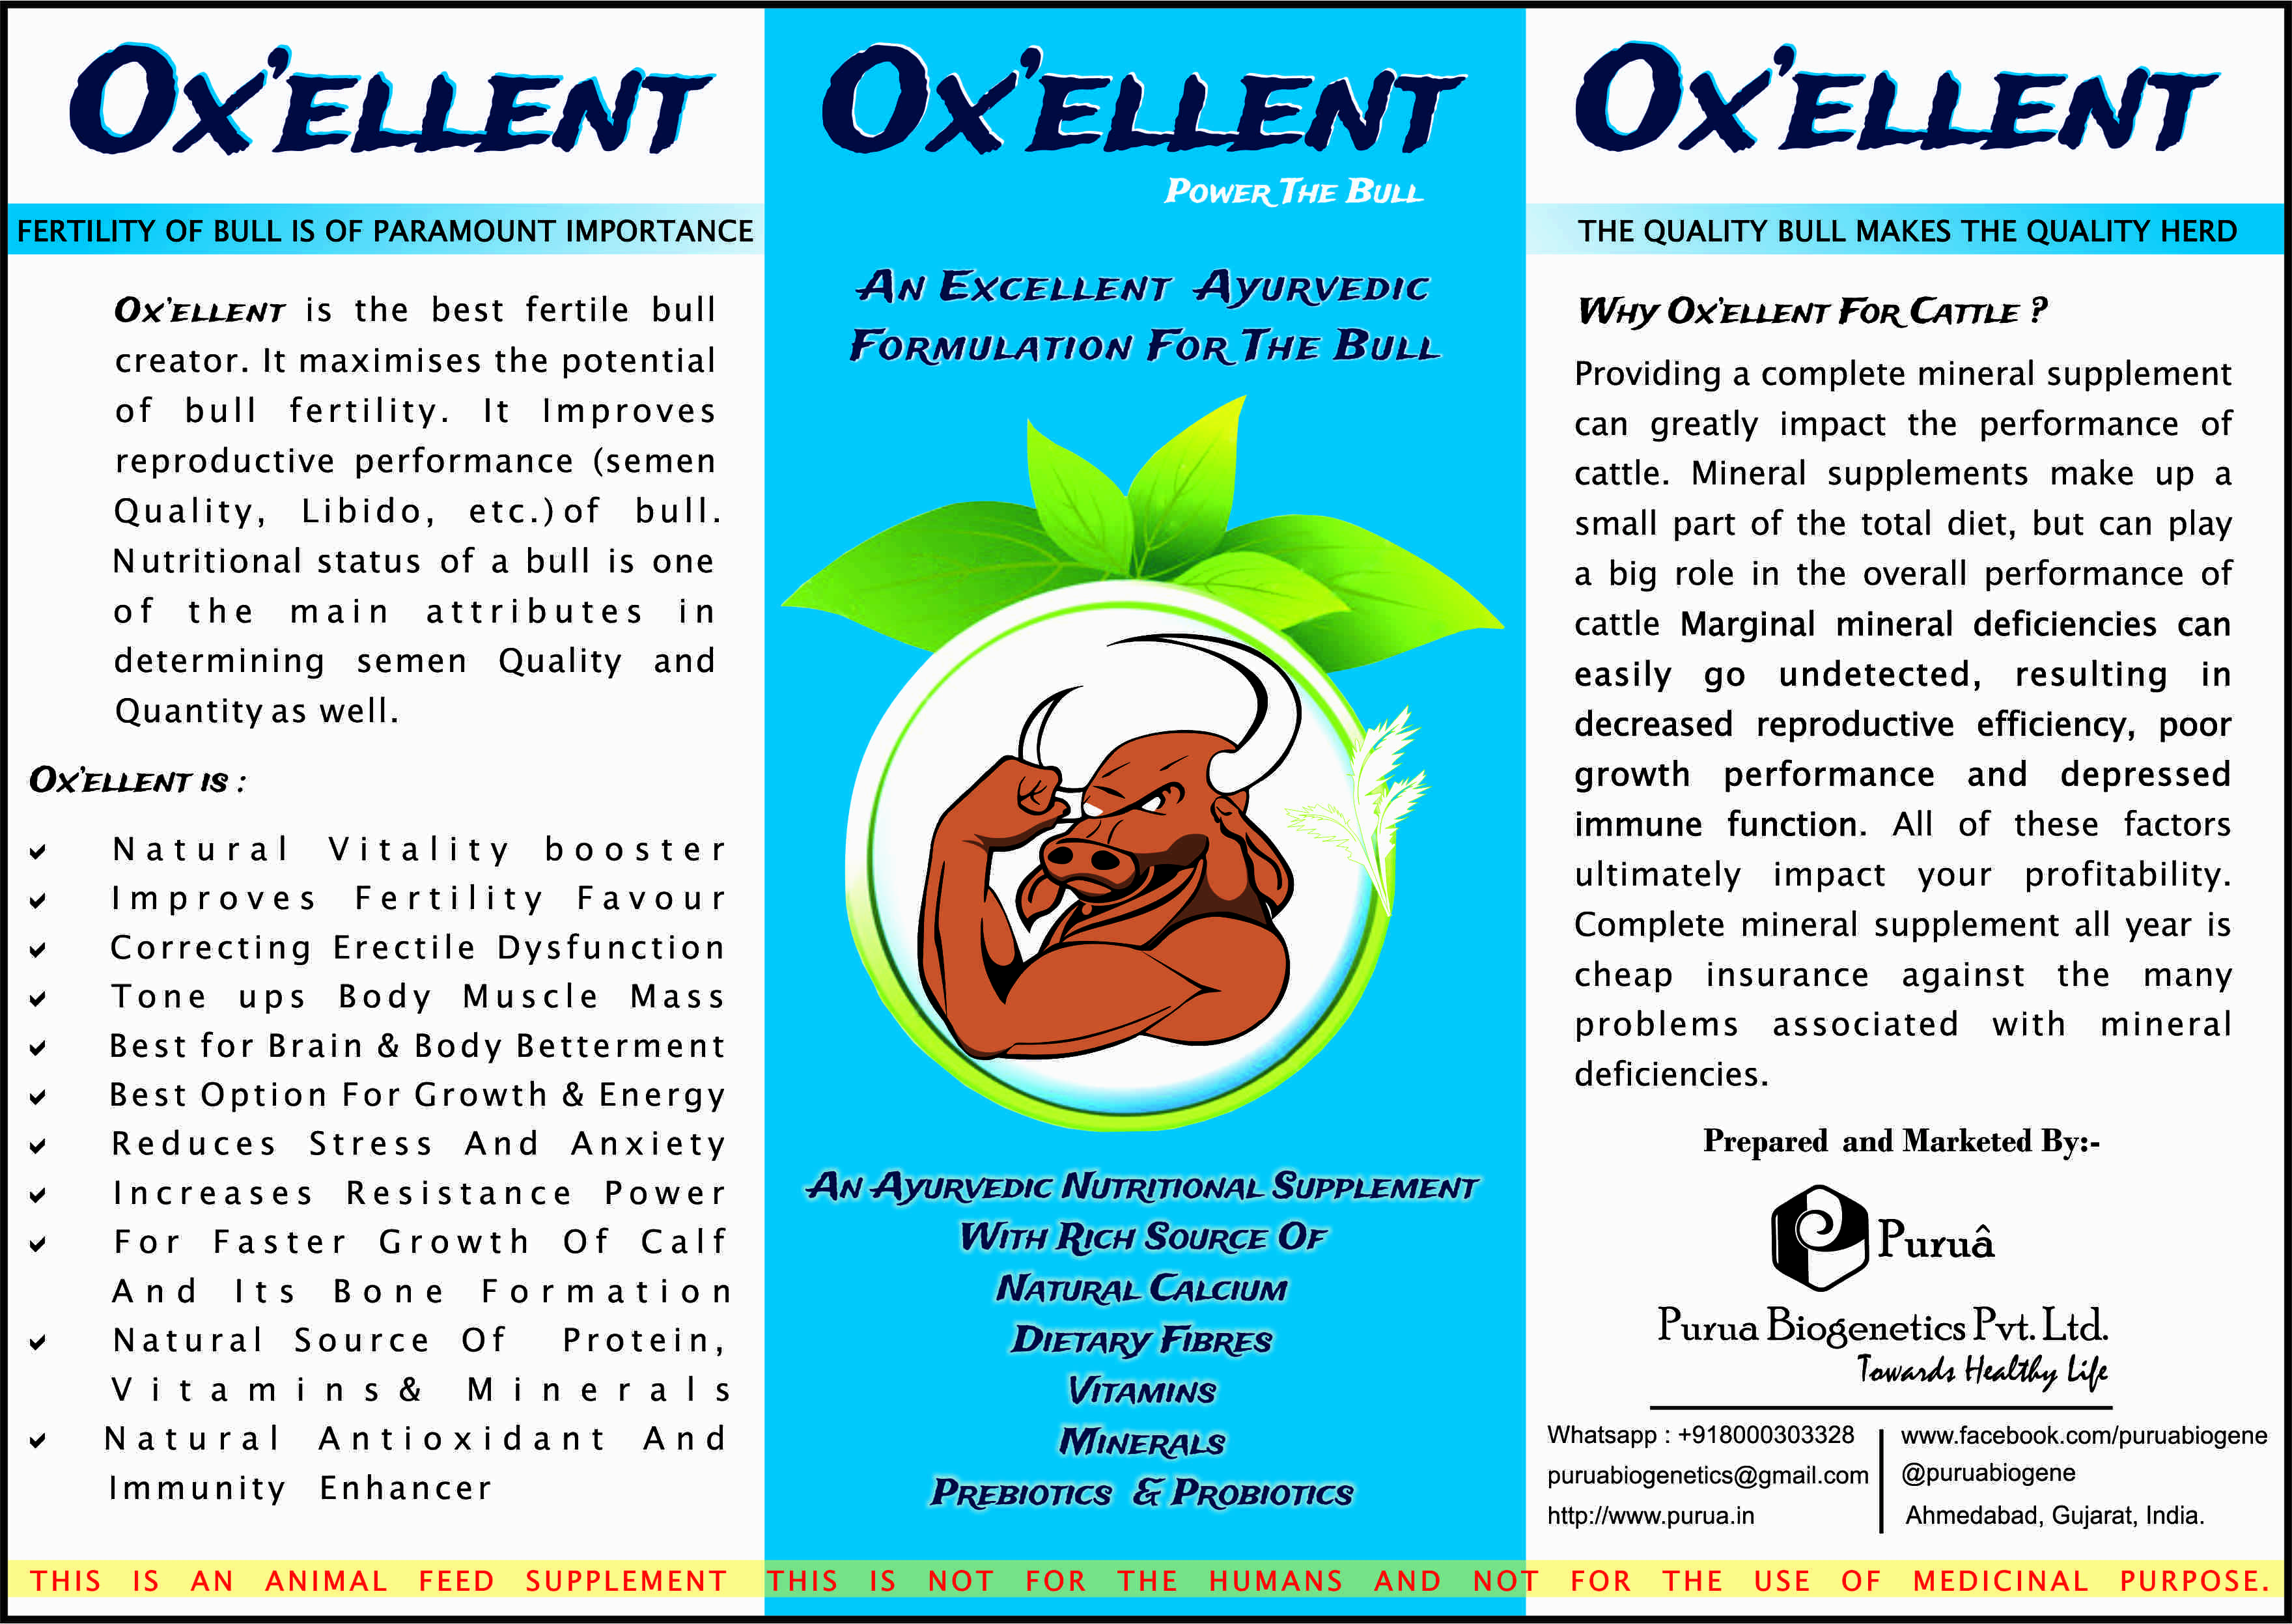 OX'ELLENT
FERTILITY OF BULL IS OF PARAMOUNT IMPORTANCE
OX'ELLENT is the best fertile bull
creator. It maximises the potential
of bull fertility. It Improves
reproductive performance (semen
Quality, Libido, etc.) of bull.
Nutritional status of a bull is one
of the main attributes in
determining semen Quality and
Quantity as well.
OX'ELLENT IS :
Natural Vitality booster
Improves Fertility Favour
Correcting Erectile Dysfunction
Tone ups Body Muscle Mass
Best for Brain & Body Betterment
Best Option For Growth & Energy
Reduces Stress And Anxiety
Increases Resistance Power
For Faster Growth Of Calf
And Its Bone Formation
Natural Source Of Protein,
Vitamins & Minerals
Natural Antioxidant And
Immunity Enhancer
OX'ELLENT
POWER THE BULL
AN EXCELLENT AYURVEDIC
FORMULATION FOR THE BULL
AN AYURVEDIC NUTRITIONAL SUPPLEMENT
WITH RICH SOURCE OF
NATURAL CALCIUM
DIETARY FIBRES
VITAMINS
MINERALS
PREBIOTICS & PROBIOTICS
OX'ELLENT
THE QUALITY BULL MAKES THE QUALITY HERD
WHY OX'ELLENT FOR CATTLE ?
Providing a complete mineral supplement
can greatly impact the performance of
cattle. Mineral supplements make up a
small part of the total diet, but can play
a big role in the overall performance of
cattle Marginal mineral deficiencies can
easily go undetected, resulting in
decreased reproductive efficiency, poor
growth performance and depressed
immune function. All of these factors
ultimately impact your profitability.
Complete mineral supplement all year is
cheap insurance against the many
problems associated with mineral
deficiencies.
Prepared and Marketed By:-
Puruâ
Purua Biogenetics Pvt. Ltd.
Towards Healthy Life
Whatsapp : +918000303328
puruabiogenetics@gmail.com
http://www.purua.in
www.facebook.com/puruabiogene
@puruabiogene
Ahmedabad, Gujarat, India.
THIS IS AN ANIMAL FEED SUPPLEMENT THIS IS NOT FOR THE HUMANS AND NOT FOR THE USE OF MEDICINAL PURPOSE.